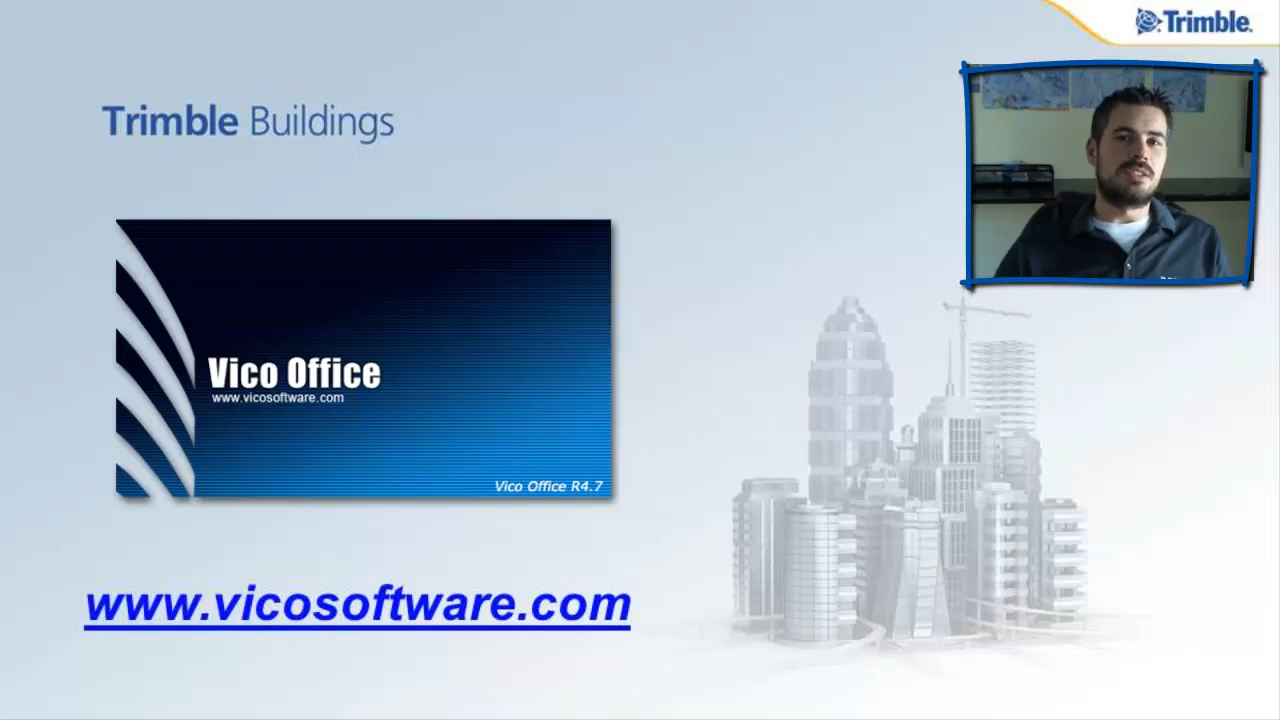 Trimble.
Trimble Buildings
Vico Office
www.vicosoftware.com
Vico Office R4.7
www.vicosoftware.com